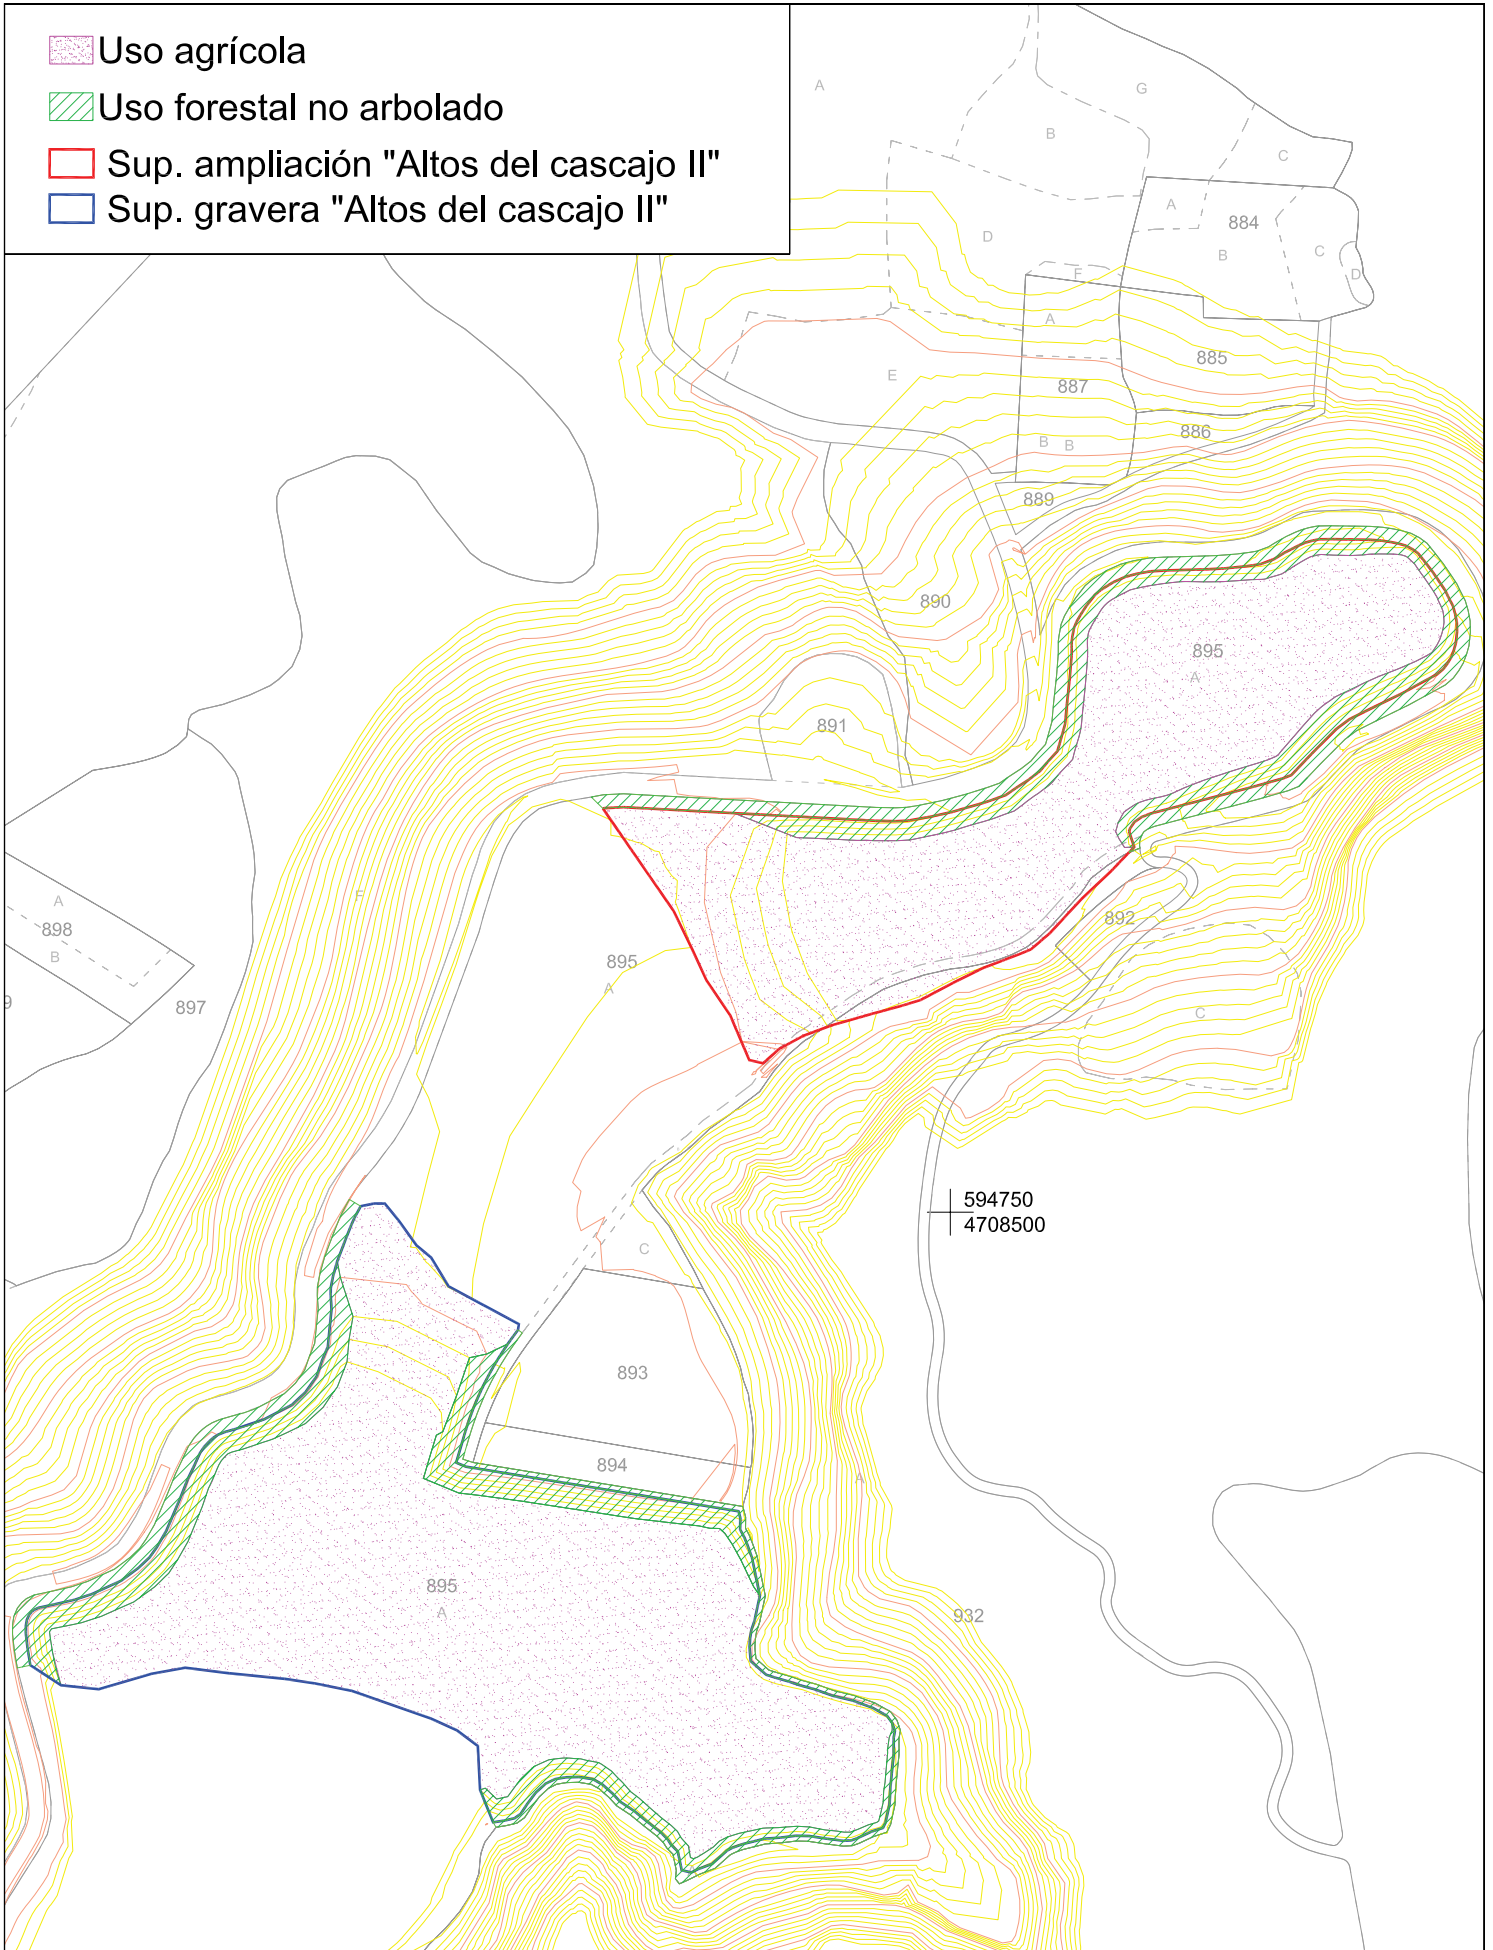 Uso agrícola
Uso forestal no arbolado
Sup. ampliación "Altos del cascajo II"
Sup. gravera "Altos del cascajo II"
A
G
B
C
A
884
D
B
C
F
D
A
885
E
887
886
B B
889
890
895
A
891
F
A
892
898
B
895
A
9
897
C
594750
4708500
C
893
894
A
895
A
932